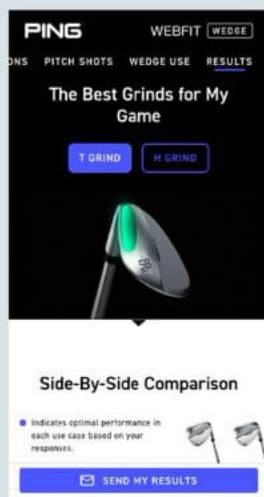 PING
WEBFIT WEDGE
ONS PITCH SHOTS WEDGE USE RESULTS
The Best Grinds for My
Game
T GRIND H GRIND
58
Side-By-Side Comparison
Indicates optimal performance in
each use case based on your
responses.
SEND MY RESULTS